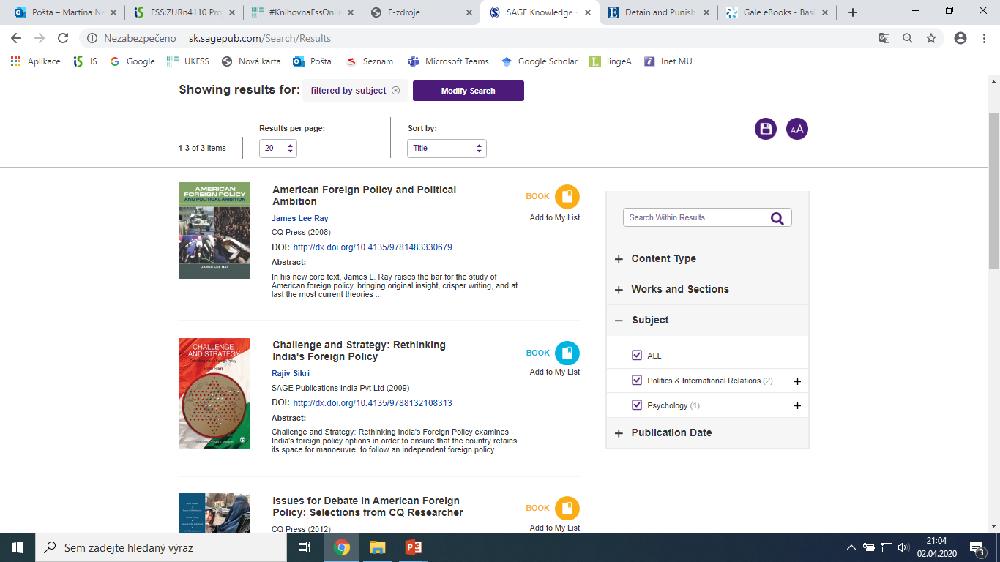 Pošta – Martina Ne
FSS:ZURn4110 Pro
#KnihovnaFssOnlin
E-zdroje
SAGE Knowledge -
Detain and Punish
Gale eBooks - Bas
Nezabezpečeno
sk.sagepub.com/Search/Results
Aplikace
IS
Google
UKFSS
Nová karta
Pošta
Seznam
Microsoft Teams
Google Scholar
lingeA
Inet MU
Showing results for:
filtered by subject
Modify Search
Results per page:
Sort by:
1-3 of 3 items
20
Title
AMERICAN
FOREIGN POLICY
AND POLITICAL AMBITION
JAMES LEE RAY
American Foreign Policy and Political
Ambition
James Lee Ray
CQ Press (2008)
DOI: http://dx.doi.org/10.4135/9781483330679
Abstract:
In his new core text, James L. Ray raises the bar for the study of
American foreign policy, bringing original insight, crisper writing, and at
last the most current theories ...
BOOK
Add to My List
CHALLENGE
AND STRATEGY
Rethinking India's Foreign Policy
Rajiv Sikri
Challenge and Strategy: Rethinking
India's Foreign Policy
Rajiv Sikri
SAGE Publications India Pvt Ltd (2009)
DOI: http://dx.doi.org/10.4135/9788132108313
Abstract:
Challenge and Strategy: Rethinking India's Foreign Policy examines
India's foreign policy options in order to ensure that the country retains
its space for manoeuvre, to follow an independent foreign policy ...
BOOK
Add to My List
Issues for Debate in American Foreign
Policy: Selections from CQ Researcher
CQ Press (2012)
BOOK
Add to My List
Search Within Results
Content Type
Works and Sections
Subject
ALL
Politics & International Relations (2)
Psychology (1)
Publication Date
Sem zadejte hledaný výraz
21:04
02.04.2020
3